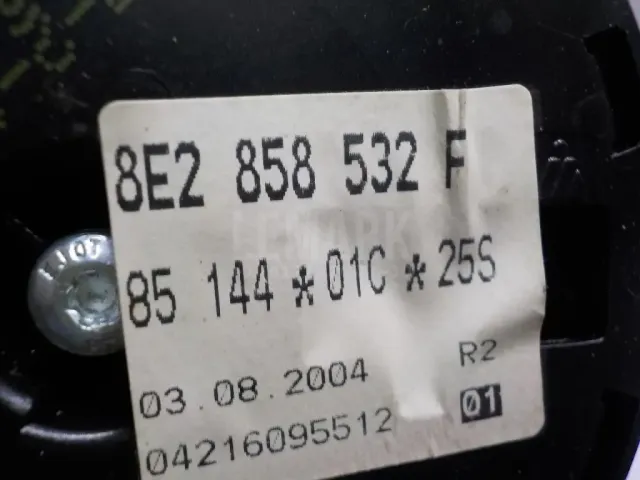 8E2 858 532 F
85 144 * 01C * 25S
03.08.2004 R2
04216095512 01